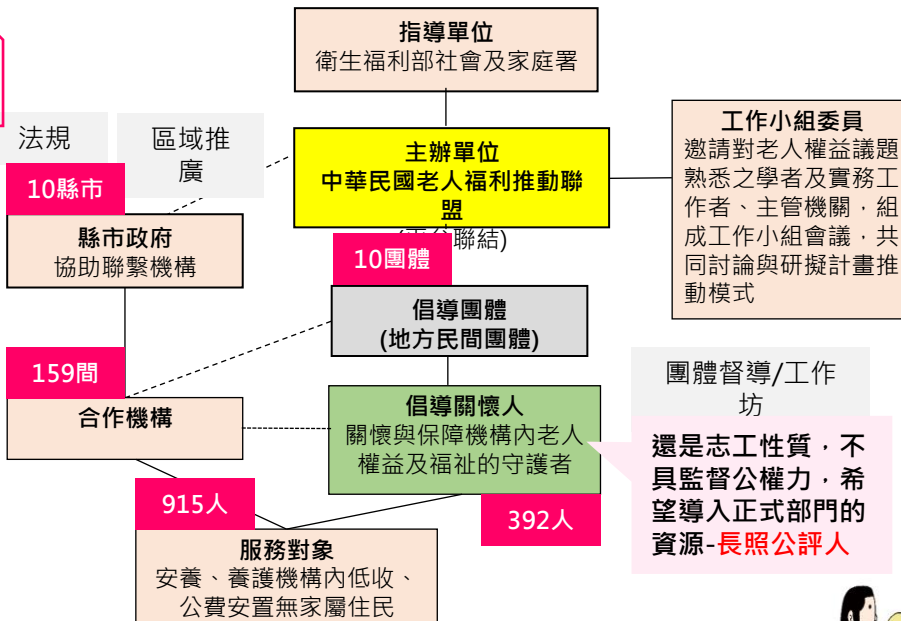 指導單位
衛生福利部社會及家庭署
法規
區域推
廣
主辦單位
中華民國老人福利推動聯
盟
聯結)
工作小組委員
邀請對老人權益議題
熟悉之學者及實務工
作者、主管機關，組
成工作小組會議，共
同討論與研擬計畫推
動模式
10縣市
縣市政府
協助聯繫機構
10團體
倡導團體
(地方民間團體)
159間
合作機構
倡導關懷人
關懷與保障機構內老人
權益及福祉的守護者
團體督導/工作
坊
還是志工性質，不
具監督公權力，希
望導入正式部門的
資源-長照公評人
915人
392人
服務對象
安養、養護機構內低收、
公費安置無家屬住民